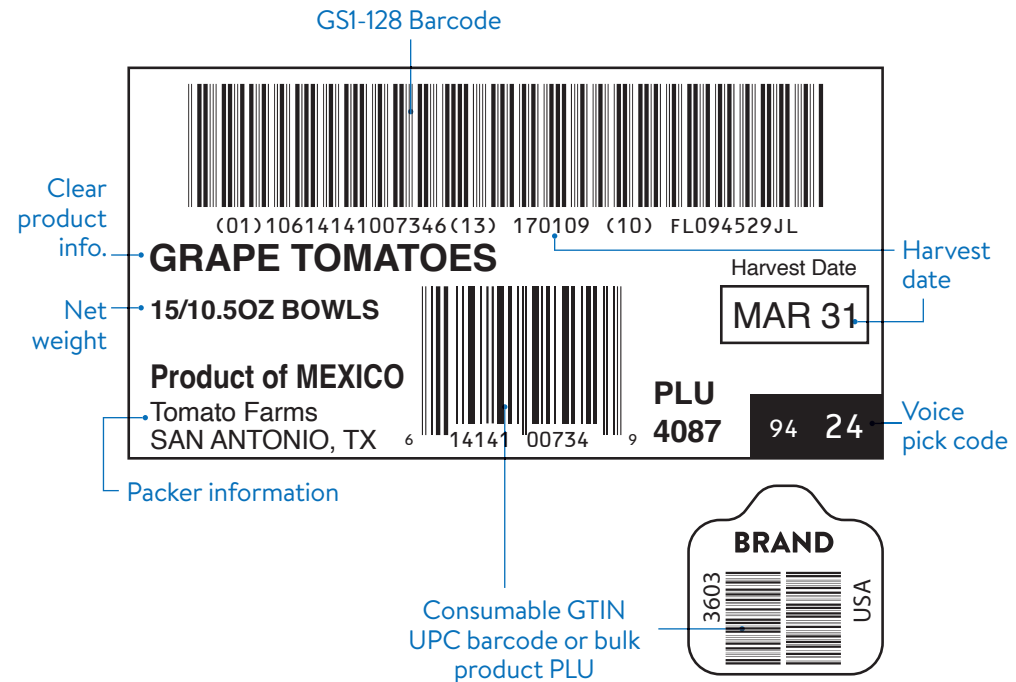 GS1-128 Barcode
(01)10614141007346(13) 170109 (10) FL094529JL
Clear
product
info.
GRAPE TOMATOES
Harvest Date
Harvest
date
MAR 31
Net
weight
15/10.5OZ BOWLS
Product of MEXICO
Tomato Farms
SAN ANTONIO, TX
6 14141 00734 9
PLU
4087
94 24
Voice
pick code
Packer information
BRAND
3603
USA
Consumable GTIN
UPC barcode or bulk
product PLU